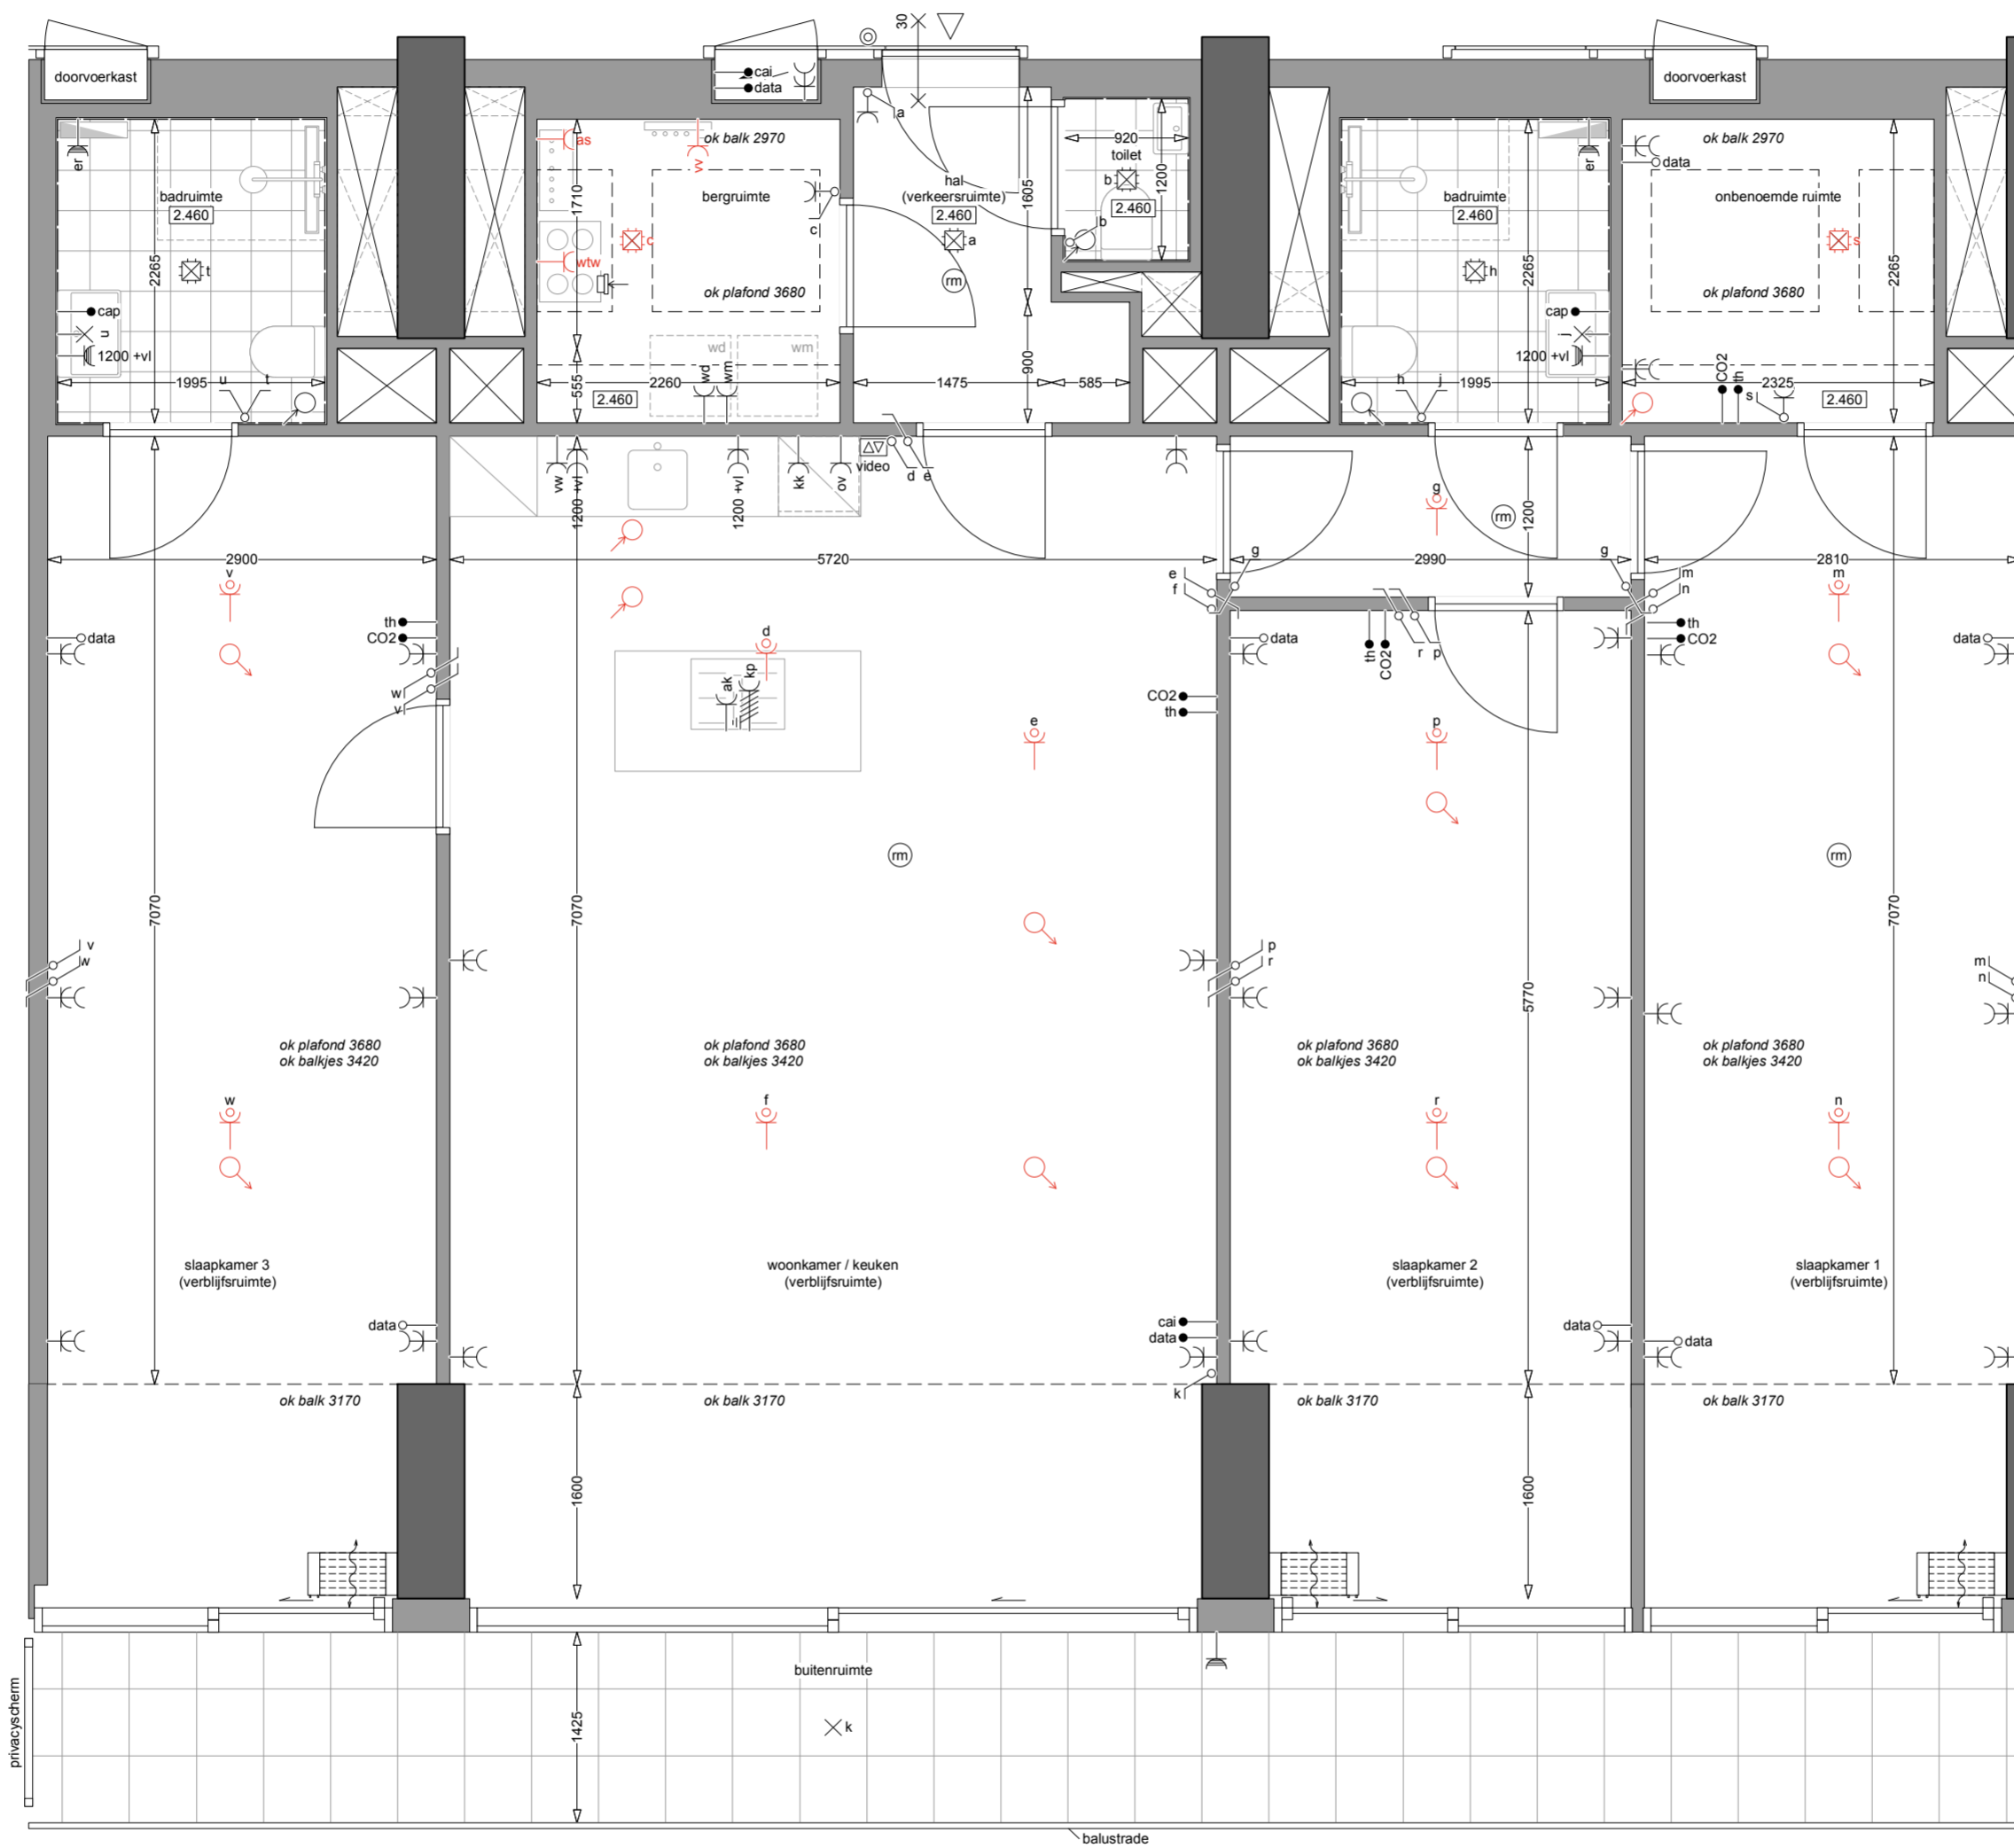 30
doorvoerkast
cai
data
doorvoerkast
a
er
2265
badruimte
2.460
t
cap
u
1200 +vl
1995
u
t
as
vv
ok balk 2970
1710
bergruimte
c
c
wtw
ok plafond 3680
wd
wm
555
2260
wd
wm
2.460
hal
(verkeersruimte)
2.460
a
rm
1605
900
1475
585
920
toilet
b
1200
2.460
b
er
2265
badruimte
2.460
h
cap
j
1200 +vl
1995
h
j
ok balk 2970
data
onbenoemde ruimte
s
ok plafond 3680
2265
CO2
th
2325
s
2.460
vw
1200 +vl
1200 +vl
kk
ov
video
d
e
g
rm
1200
2900
5720
g
2990
g
2810
v
e
f
m
n
m
th
CO2
data
w
v
d
kp
ak
data
th
CO2
r
p
th
CO2
data
CO2
th
e
p
rm
rm
7070
7070
5770
7070
v
w
p
r
m
n
ok plafond 3680
ok balkjes 3420
ok plafond 3680
ok balkjes 3420
ok plafond 3680
ok balkjes 3420
ok plafond 3680
ok balkjes 3420
w
f
r
n
slaapkamer 3
(verblijfsruimte)
woonkamer / keuken
(verblijfsruimte)
slaapkamer 2
(verblijfsruimte)
slaapkamer 1
(verblijfsruimte)
data
cai
data
data
data
k
ok balk 3170
ok balk 3170
ok balk 3170
ok balk 3170
1600
1600
buitenruimte
privacyscherm
1425
k
balustrade